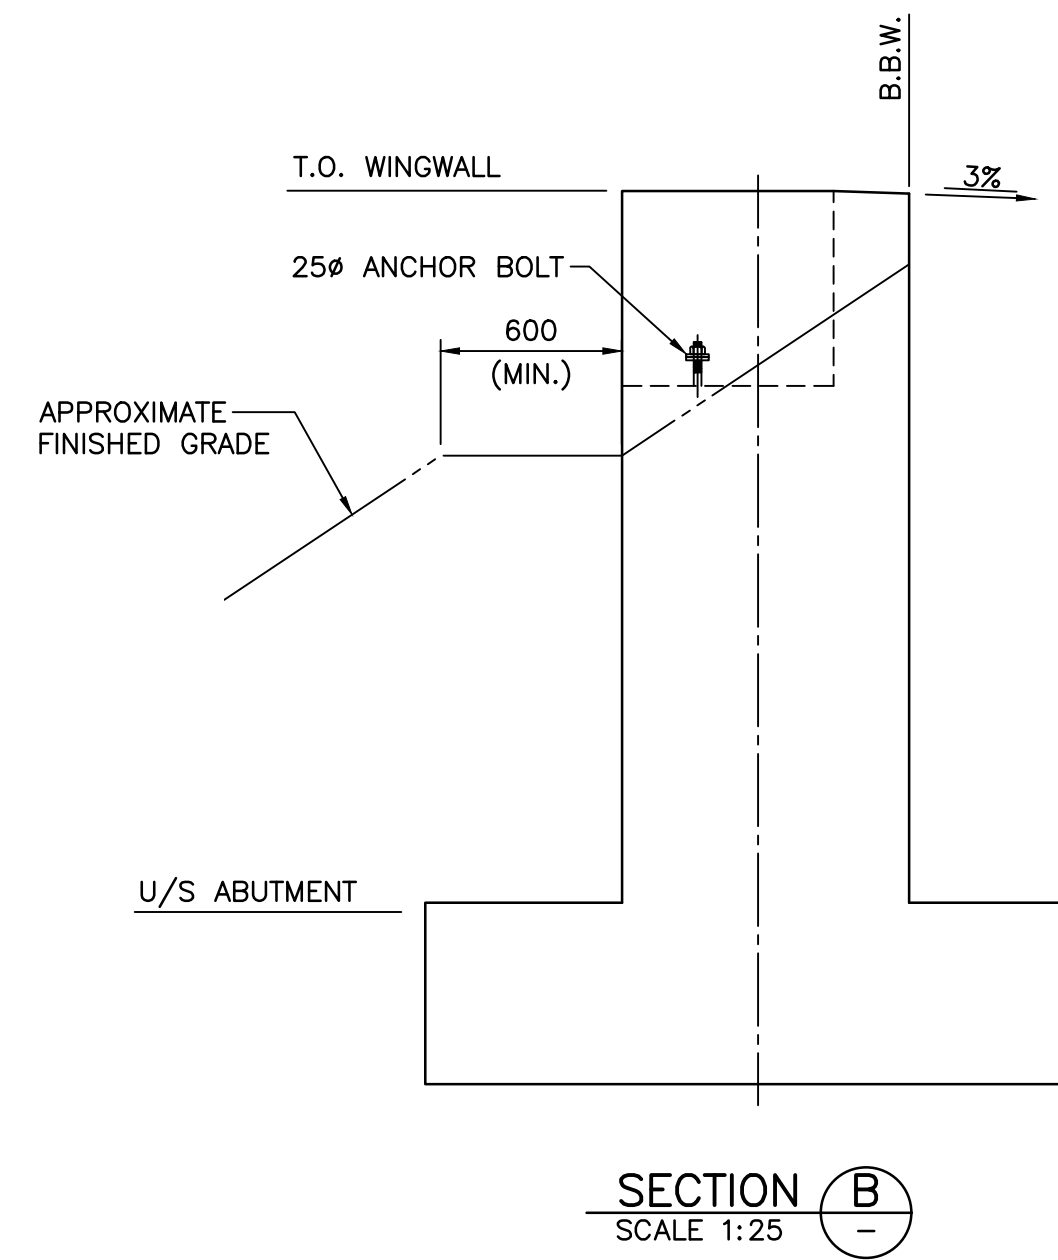 B.B.W.
T.O. WINGWALL
3%
25ø ANCHOR BOLT
600
(MIN.)
APPROXIMATE
FINISHED GRADE
U/S ABUTMENT
SECTION B
SCALE 1:25 –